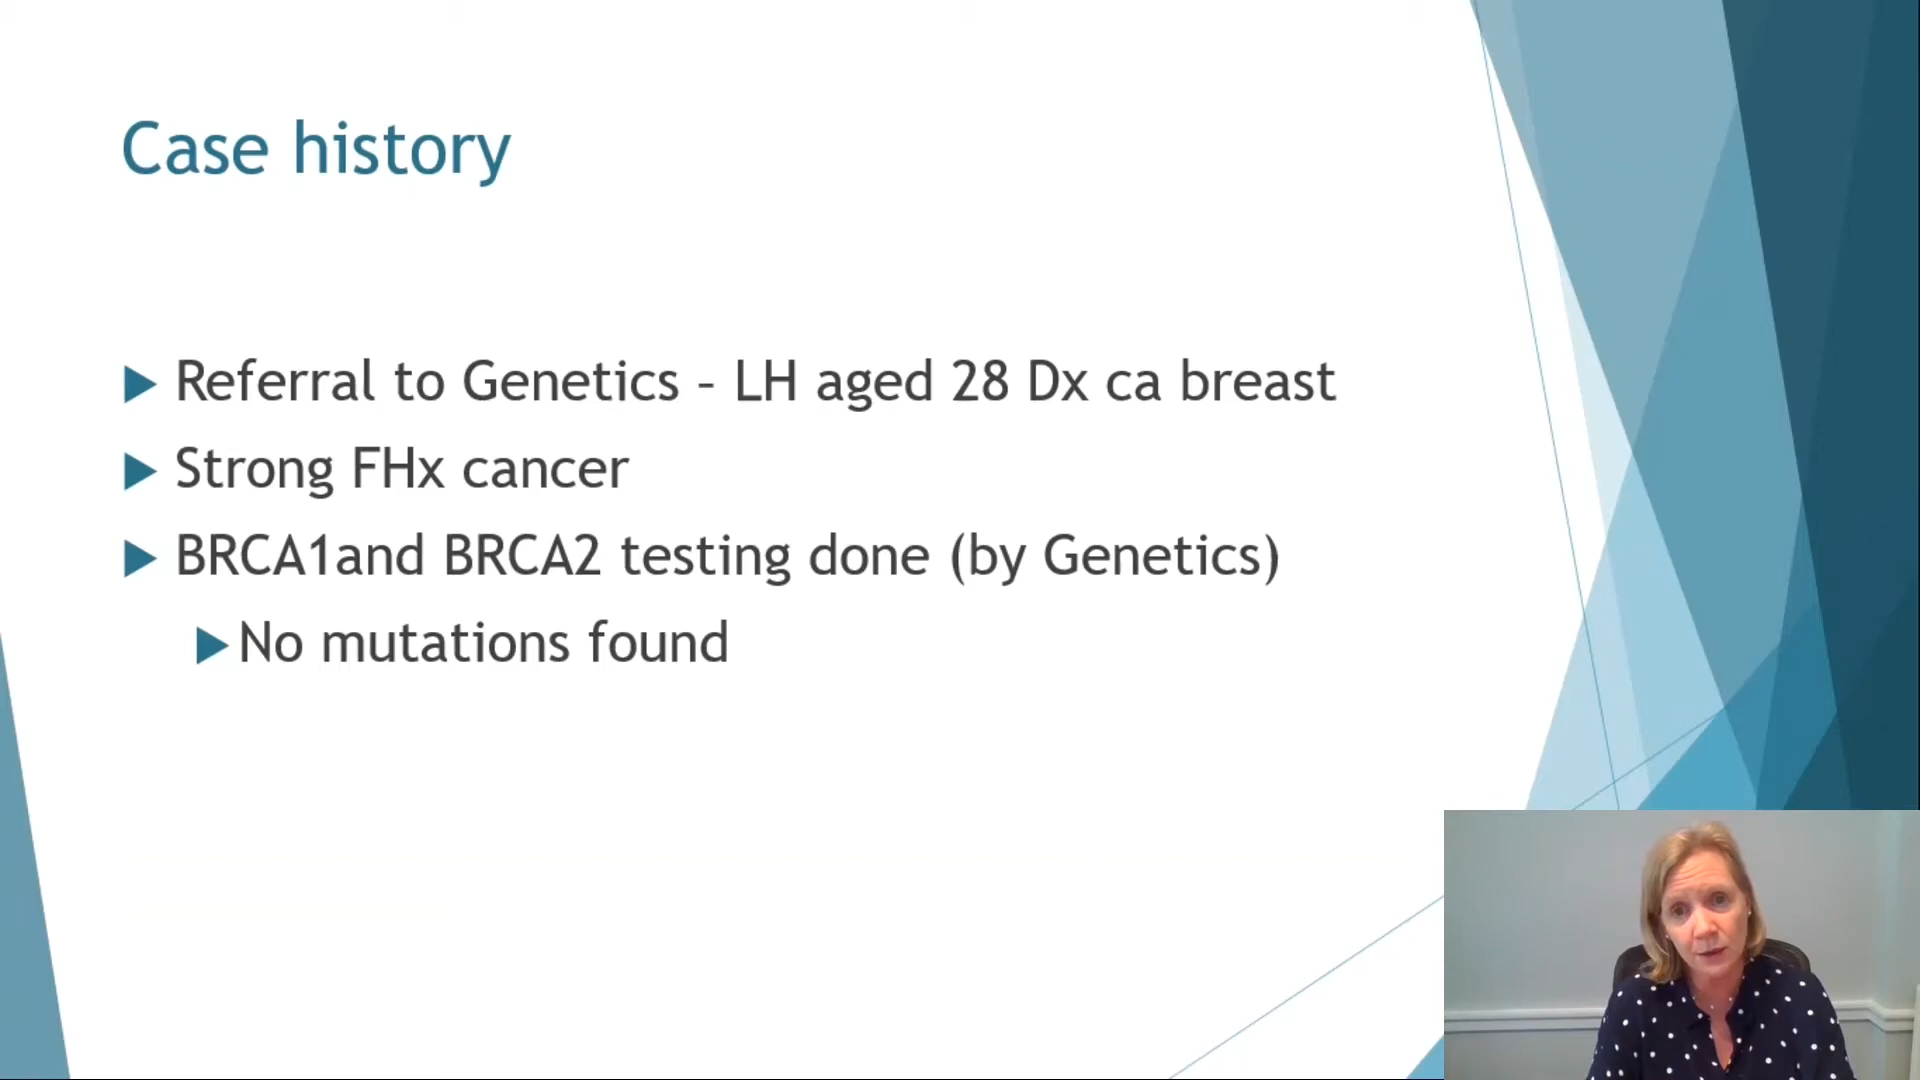 Case history
Referral to Genetics – LH aged 28 Dx ca breast
Strong FHx cancer
BRCA1and BRCA2 testing done (by Genetics)
No mutations found